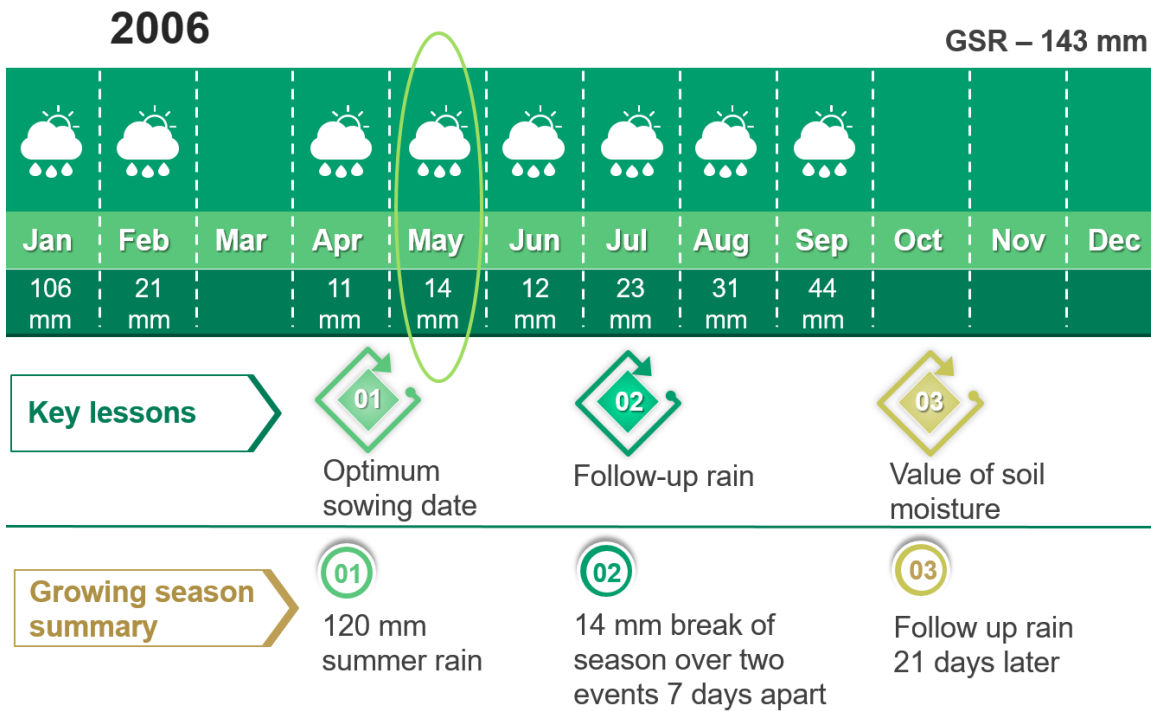 2006
GSR – 143 mm
Jan Feb Mar Apr May Jun Jul Aug Sep Oct Nov Dec
106 21 11 14 12 23 31 44
mm mm mm mm mm mm mm mm
Key lessons
01
Optimum
sowing date
02
Follow-up rain
03
Value of soil
moisture
Growing season
summary
01
120 mm
summer rain
02
14 mm break of
season over two
events 7 days apart
03
Follow up rain
21 days later